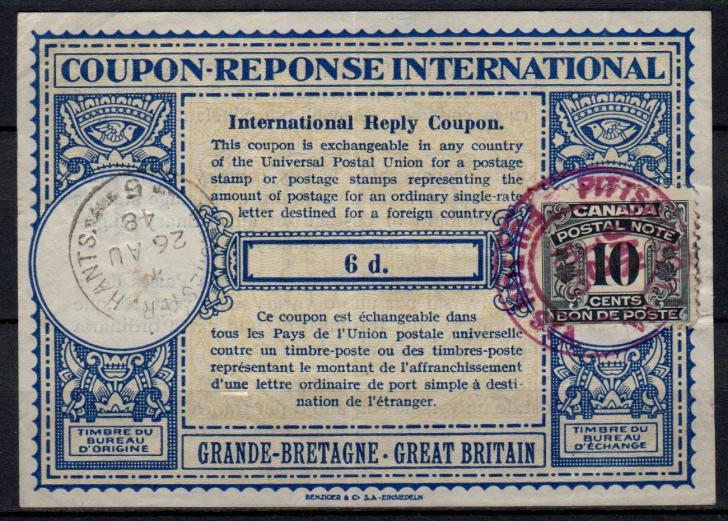 COUPON-REPONSE INTERNATIONAL
International Reply Coupon.
This coupon is exchangeable in any country
of the Universal Postal Union for a postage
stamp or postage stamps representing the
amount of postage for an ordinary single-rate
letter destined for a foreign country
6 d.
Ce coupon est échangeable dans
tous les Pays de l'Union postale universelle
contre un timbre-poste ou des timbres-poste
représentant le montant de l'affranchissement
d'une lettre ordinaire de port simple à desti-
nation de l'étranger.
GRANDE-BRETAGNE - GREAT BRITAIN
TIMBRE DU
BUREAU
D'ORIGINE
TIMBRE DU
BUREAU
D'ÉCHANGE
HANTS
26 AU
48
CANADA
POSTAL NOTE
10
CENTS
BON DE POSTE
PITTS
BENZIGER & Co S.A. - EINSIEDELN